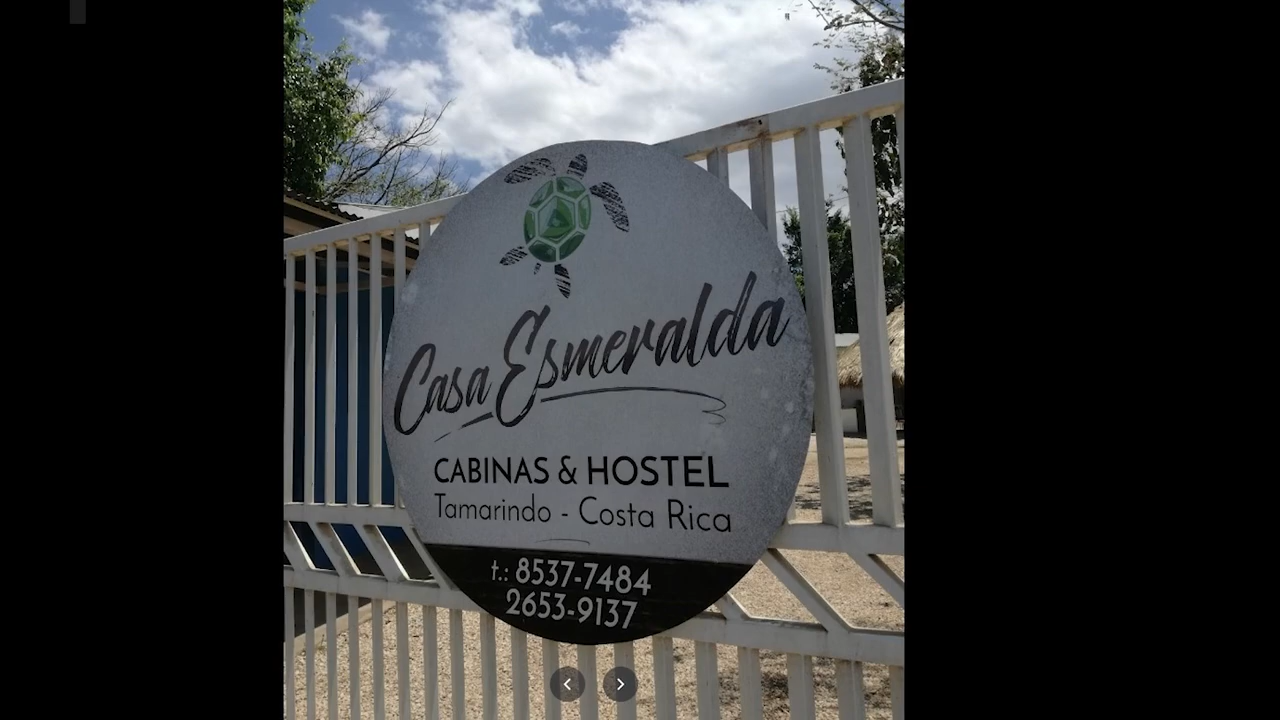 Casa Esmeralda
CABINAS & HOSTEL
Tamarindo - Costa Rica
t.: 8537-7484
2653-9137